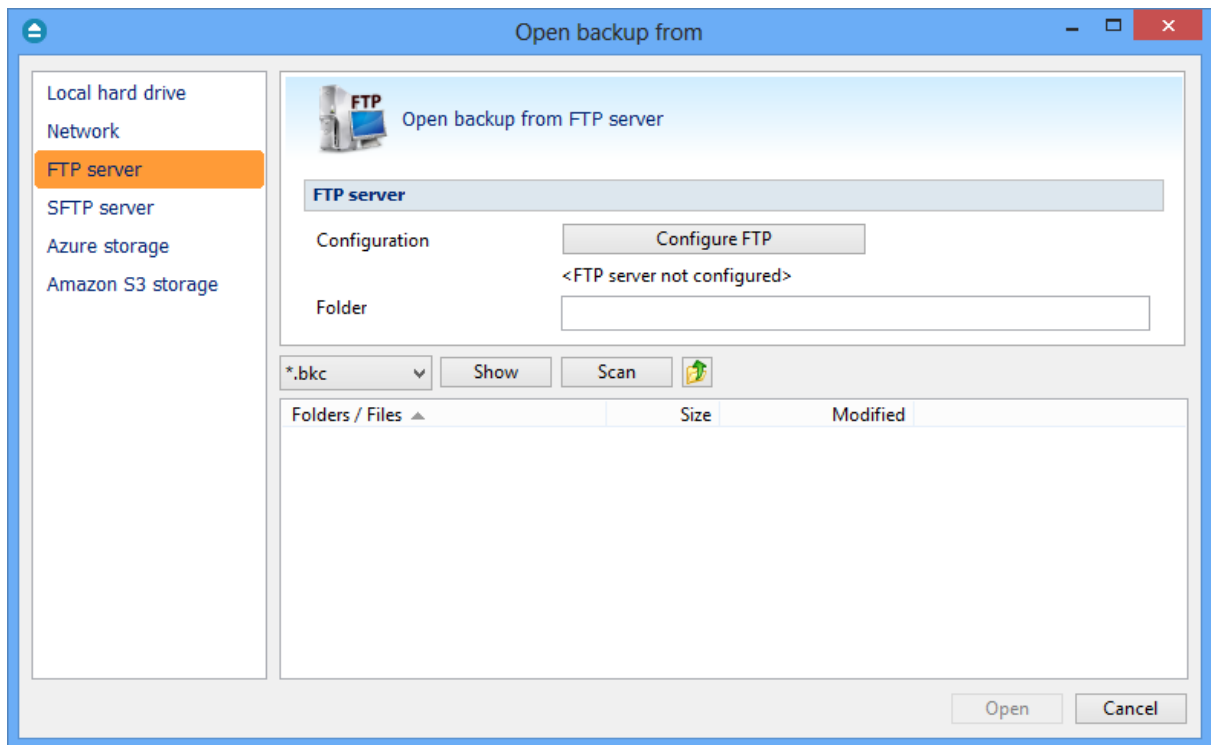 Open backup from
Local hard drive
Network
FTP server
SFTP server
Azure storage
Amazon S3 storage
FTP
Open backup from FTP server
FTP server
Configuration
Configure FTP
<FTP server not configured>
Folder
*.bkc
Show
Scan
Folders / Files
Size
Modified
Open
Cancel